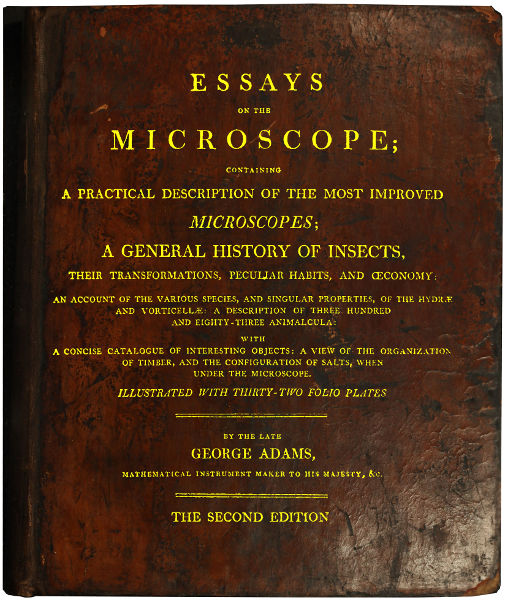 ESSAYS
ON THE
MICROSCOPE;
CONTAINING
A PRACTICAL DESCRIPTION OF THE MOST IMPROVED
MICROSCOPES;
A GENERAL HISTORY OF INSECTS,
THEIR TRANSFORMATIONS, PECULIAR HABITS, AND ŒCONOMY:
AN ACCOUNT OF THE VARIOUS SPECIES, AND SINGULAR PROPERTIES, OF THE HYDRÆ
AND VORTICELLÆ: A DESCRIPTION OF THREE HUNDRED
AND EIGHTY-THREE ANIMALCULA:
WITH
A CONCISE CATALOGUE OF INTERESTING OBJECTS: A VIEW OF THE ORGANIZATION
OF TIMBER, AND THE CONFIGURATION OF SALTS, WHEN
UNDER THE MICROSCOPE.
ILLUSTRATED WITH THIRTY-TWO FOLIO PLATES
BY THE LATE
GEORGE ADAMS,
MATHEMATICAL INSTRUMENT MAKER TO HIS MAJESTY, &c.
THE SECOND EDITION